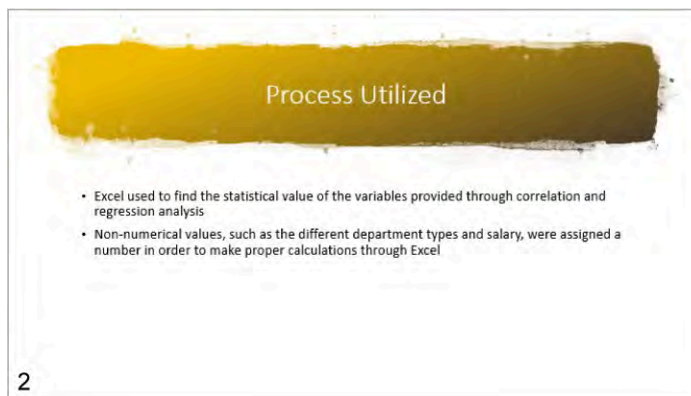 Process Utilized
• Excel used to find the statistical value of the variables provided through correlation and
regression analysis
• Non-numerical values, such as the different department types and salary, were assigned a
number in order to make proper calculations through Excel
2